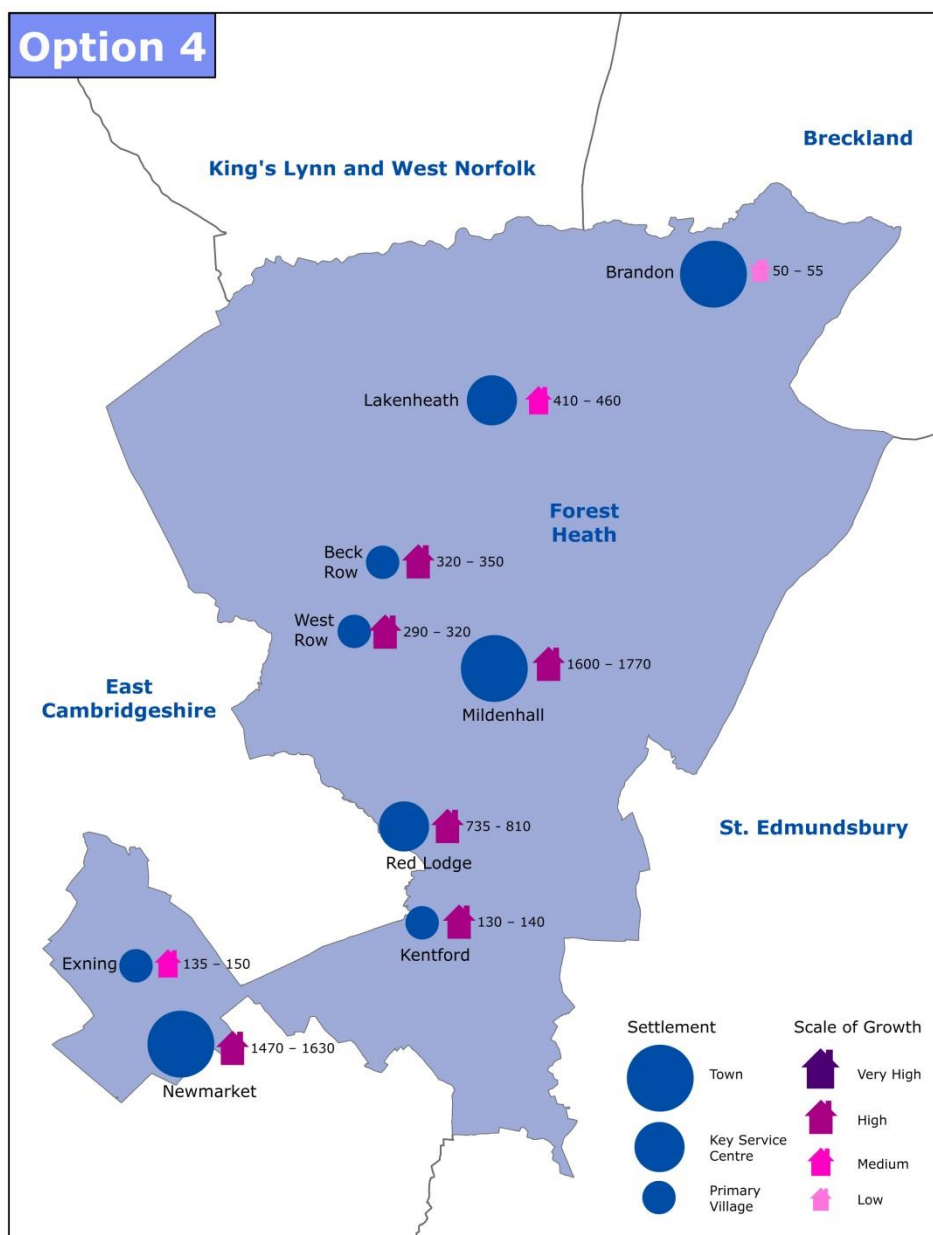 Option 4
Breckland
King's Lynn and West Norfolk
Brandon
50 – 55
Lakenheath
410 – 460
Forest
Heath
Beck
Row
320 – 350
West
Row
290 – 320
1600 – 1770
Mildenhall
East
Cambridgeshire
735 - 810
Red Lodge
St. Edmundsbury
130 – 140
Kentford
Exning
135 – 150
1470 – 1630
Newmarket
Settlement
Town
Key Service
Centre
Primary
Village
Scale of Growth
Very High
High
Medium
Low